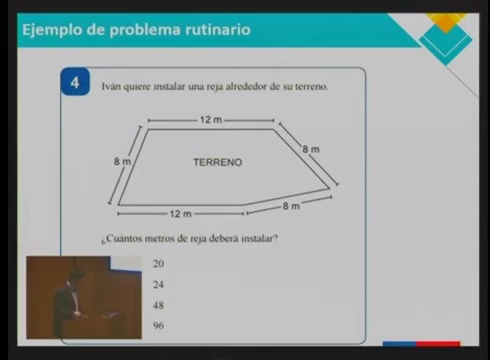 Ejemplo de problema rutinario
4
Iván quiere instalar una reja alrededor de su terreno.
12 m
8 m
8 m
TERRENO
8 m
12 m
¿Cuántos metros de reja deberá instalar?
20
24
48
96